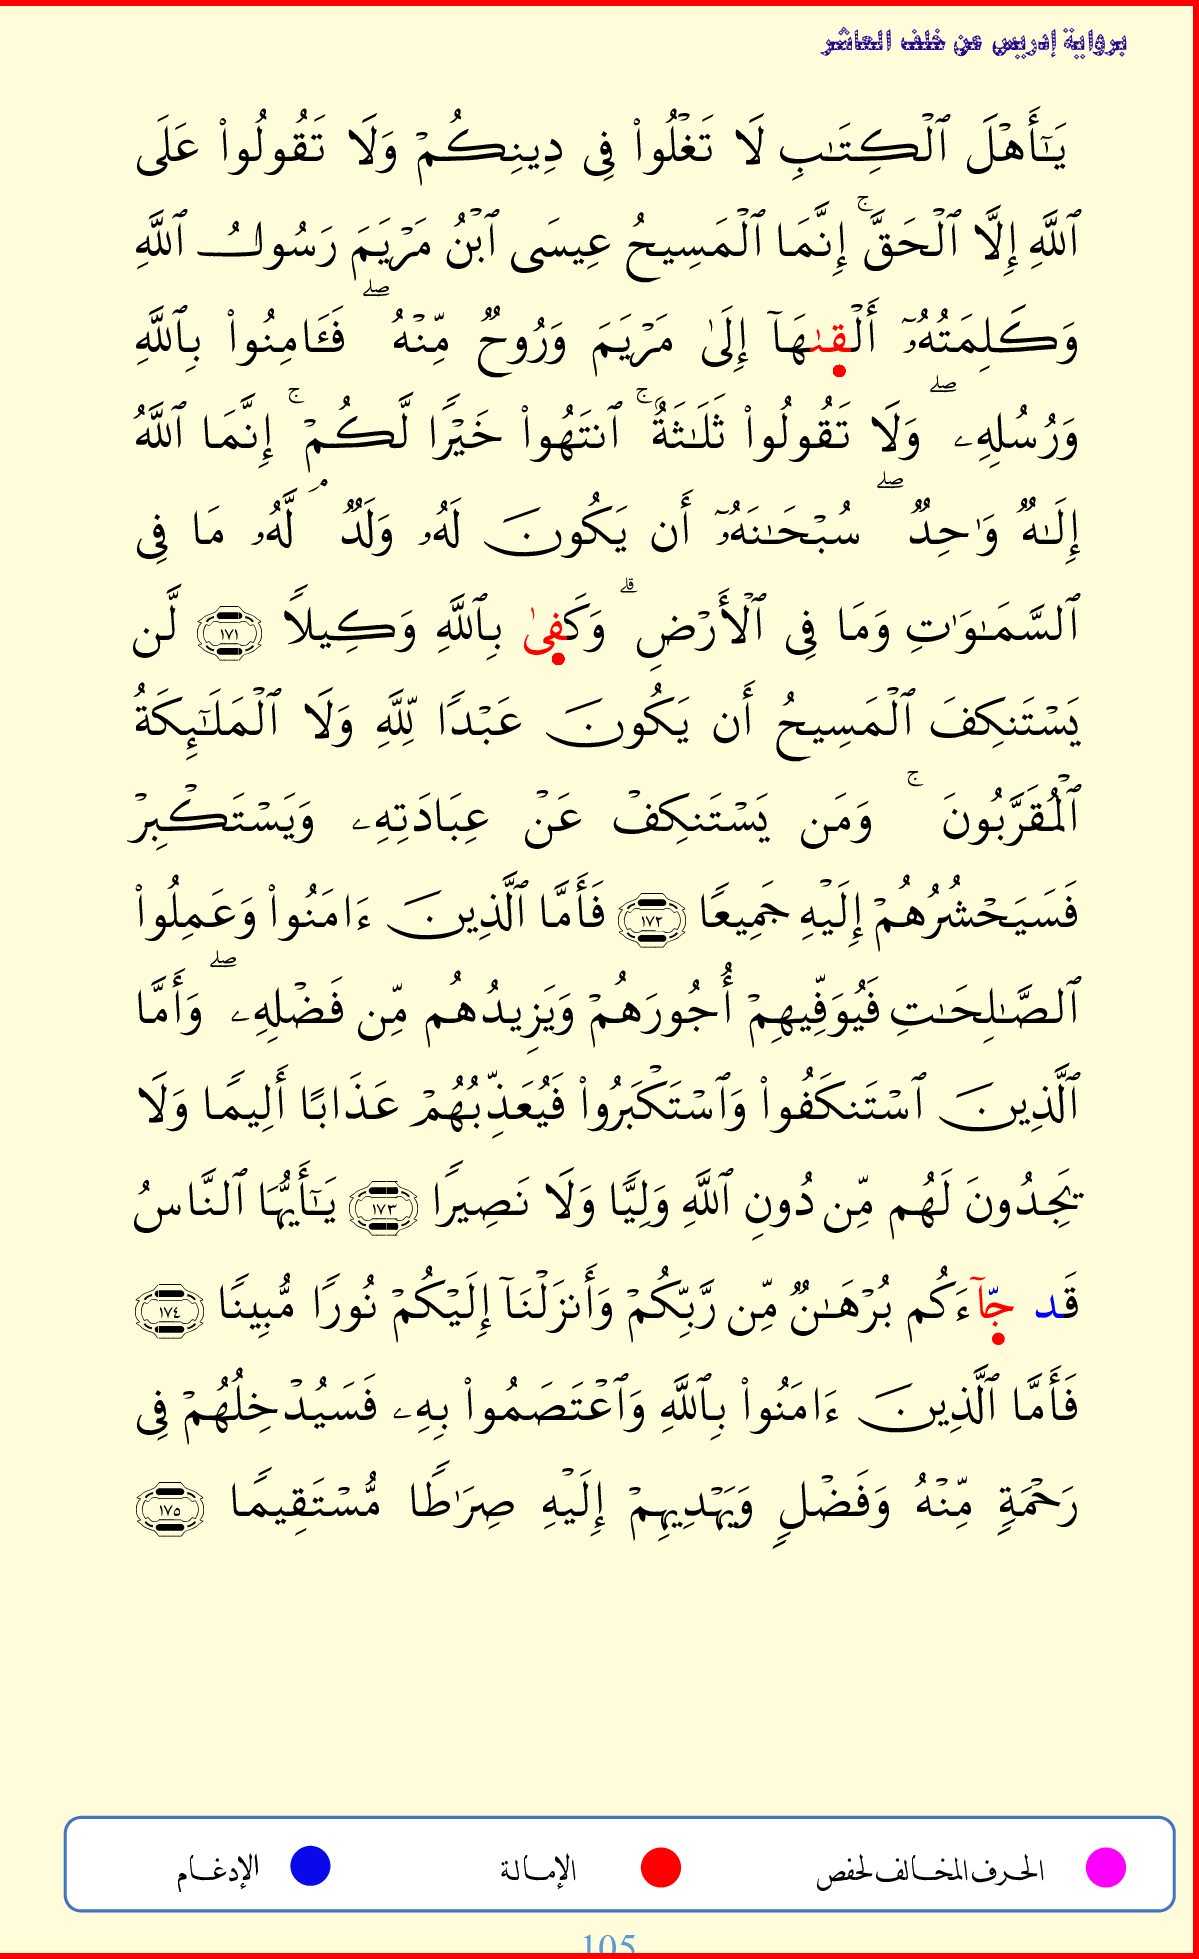 برواية إدريس عن خلف العاشر
يَـٰٓأَهۡلَ ٱلۡكِتَـٰبِ لَا تَغۡلُواْ فِى دِينِكُمۡ وَلَا تَقُولُواْ عَلَى
ٱللَّهِ إِلَّا ٱلۡحَقَّۚ إِنَّمَا ٱلۡمَسِيحُ عِيسَى ٱبۡنُ مَرۡيَمَ رَسُولُ ٱللَّهِ
وَكَلِمَتُهُۥٓ أَلۡقىٰهَآ إِلَىٰ مَرۡيَمَ وَرُوحٌ مِّنۡهُۖ فَـَٔامِنُواْ بِٱللَّهِ
وَرُسُلِهِۦۖ وَلَا تَقُولُواْ ثَلَـٰثَةٌۚ ٱنتَهُواْ خَيۡرًا لَّكُمۡۚ إِنَّمَا ٱللَّهُ
إِلَـٰهٌ وَٰحِدٌۖ سُبۡحَـٰنَهُۥٓ أَن يَكُونَ لَهُۥ وَلَدٌۘ لَّهُۥ مَا فِى
ٱلسَّمَـٰوَٰتِ وَمَا فِى ٱلۡأَرۡضِۗ وَكَفىٰ بِٱللَّهِ وَكِيلاً ١٧١ لَّن
يَسۡتَنكِفَ ٱلۡمَسِيحُ أَن يَكُونَ عَبۡدًا لِّلَّهِ وَلَا ٱلۡمَلَـٰٓئِكَةُ
ٱلۡمُقَرَّبُونَۚ وَمَن يَسۡتَنكِفۡ عَنۡ عِبَادَتِهِۦ وَيَسۡتَكۡبِرۡ
فَسَيَحۡشُرُهُمۡ إِلَيۡهِ جَمِيعًا ١٧٢ فَأَمَّا ٱلَّذِينَ ءَامَنُواْ وَعَمِلُواْ
ٱلصَّـٰلِحَـٰتِ فَيُوَفِّيهِمۡ أُجُورَهُمۡ وَيَزِيدُهُم مِّن فَضۡلِهِۦۖ وَأَمَّا
ٱلَّذِينَ ٱسۡتَنكَفُواْ وَٱسۡتَكۡبَرُواْ فَيُعَذِّبُهُمۡ عَذَابًا أَلِيمًا وَلَا
يَجِدُونَ لَهُم مِّن دُونِ ٱللَّهِ وَلِيًّا وَلَا نَصِيرًا ١٧٣ يَـٰٓأَيُّهَا ٱلنَّاسُ
قَد جِّآءَكُم بُرۡهَـٰنٌ مِّن رَّبِّكُمۡ وَأَنزَلۡنَآ إِلَيۡكُمۡ نُورًا مُّبِينًا ١٧٤
فَأَمَّا ٱلَّذِينَ ءَامَنُواْ بِٱللَّهِ وَٱعۡتَصَمُواْ بِهِۦ فَسَيُدۡخِلُهُمۡ فِى
رَحۡمَةٍ مِّنۡهُ وَفَضۡلٍ وَيَهۡدِيهِمۡ إِلَيۡهِ صِرَٰطًا مُّسۡتَقِيمًا ١٧٥
الحرف المخالف لحفص الإمالة الإدغام
105